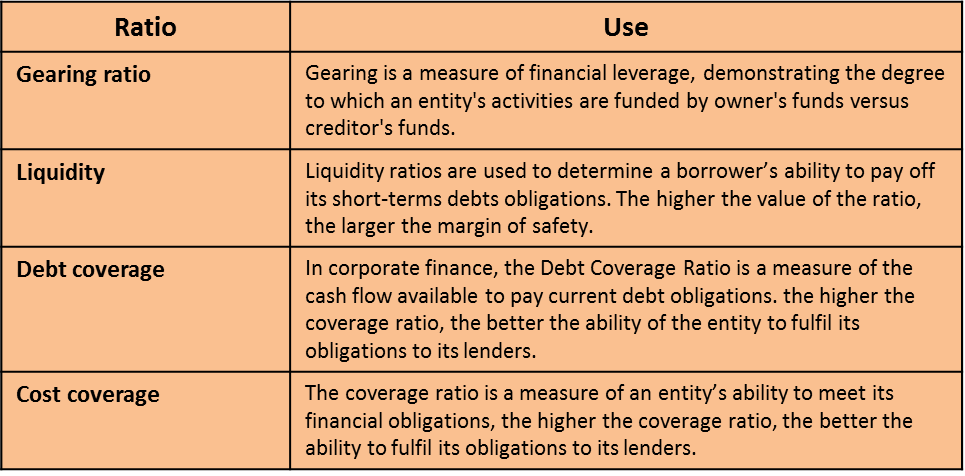 Ratio
Use
Gearing ratio
Gearing is a measure of financial leverage, demonstrating the degree
to which an entity's activities are funded by owner's funds versus
creditor's funds.
Liquidity
Liquidity ratios are used to determine a borrower’s ability to pay off
its short-terms debts obligations. The higher the value of the ratio,
the larger the margin of safety.
Debt coverage
In corporate finance, the Debt Coverage Ratio is a measure of the
cash flow available to pay current debt obligations. the higher the
coverage ratio, the better the ability of the entity to fulfil its
obligations to its lenders.
Cost coverage
The coverage ratio is a measure of an entity’s ability to meet its
financial obligations, the higher the coverage ratio, the better the
ability to fulfil its obligations to its lenders.